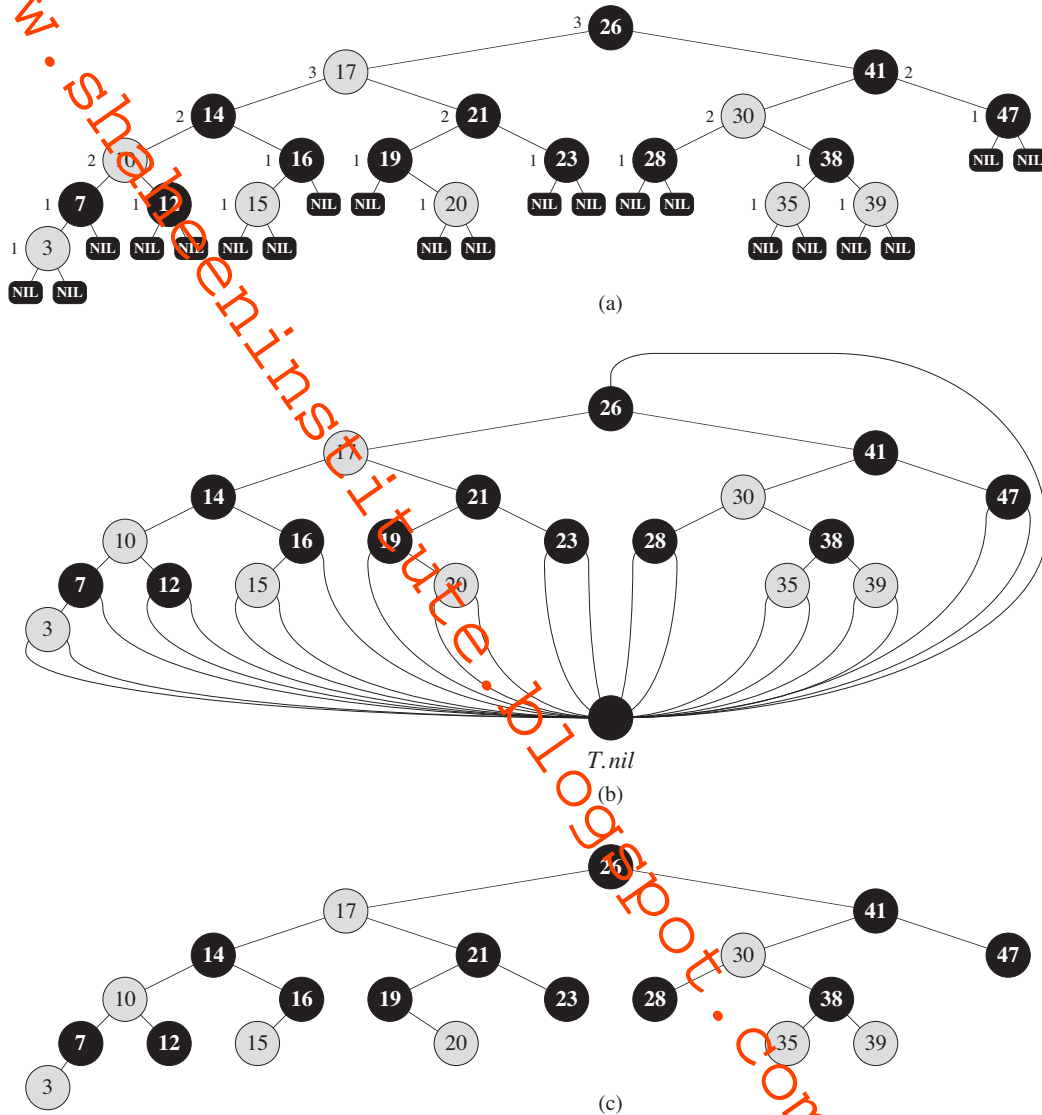 w.shaheeninstitute.blogspot.com
3 26
3 17 41 2
2 14 2 21 2 30 1 47
2 10 1 16 1 19 1 23 1 28 1 38 NIL NIL
1 7 1 12 1 15 NIL NIL 1 20 NIL NIL NIL NIL 1 35 1 39
1 3 NIL NIL NIL NIL NIL NIL NIL NIL NIL NIL NIL
NIL NIL
(a)
26
17 41
14 21 30 47
10 16 19 23 28 38
7 12 15 20 35 39
3
T.nil
(b)
26
17 41
14 21 30 47
10 16 19 23 28 38
7 12 15 20 35 39
3
(c)